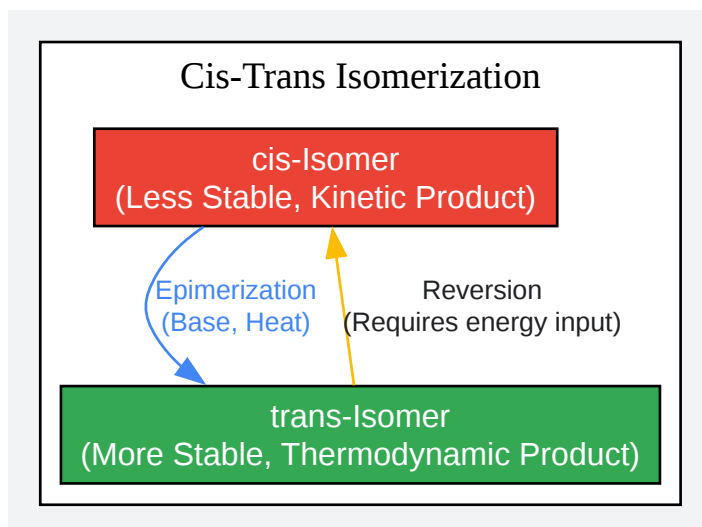 Cis-Trans Isomerization
cis-Isomer
(Less Stable, Kinetic Product)
Epimerization
(Base, Heat)
Reversion
(Requires energy input)
trans-Isomer
(More Stable, Thermodynamic Product)